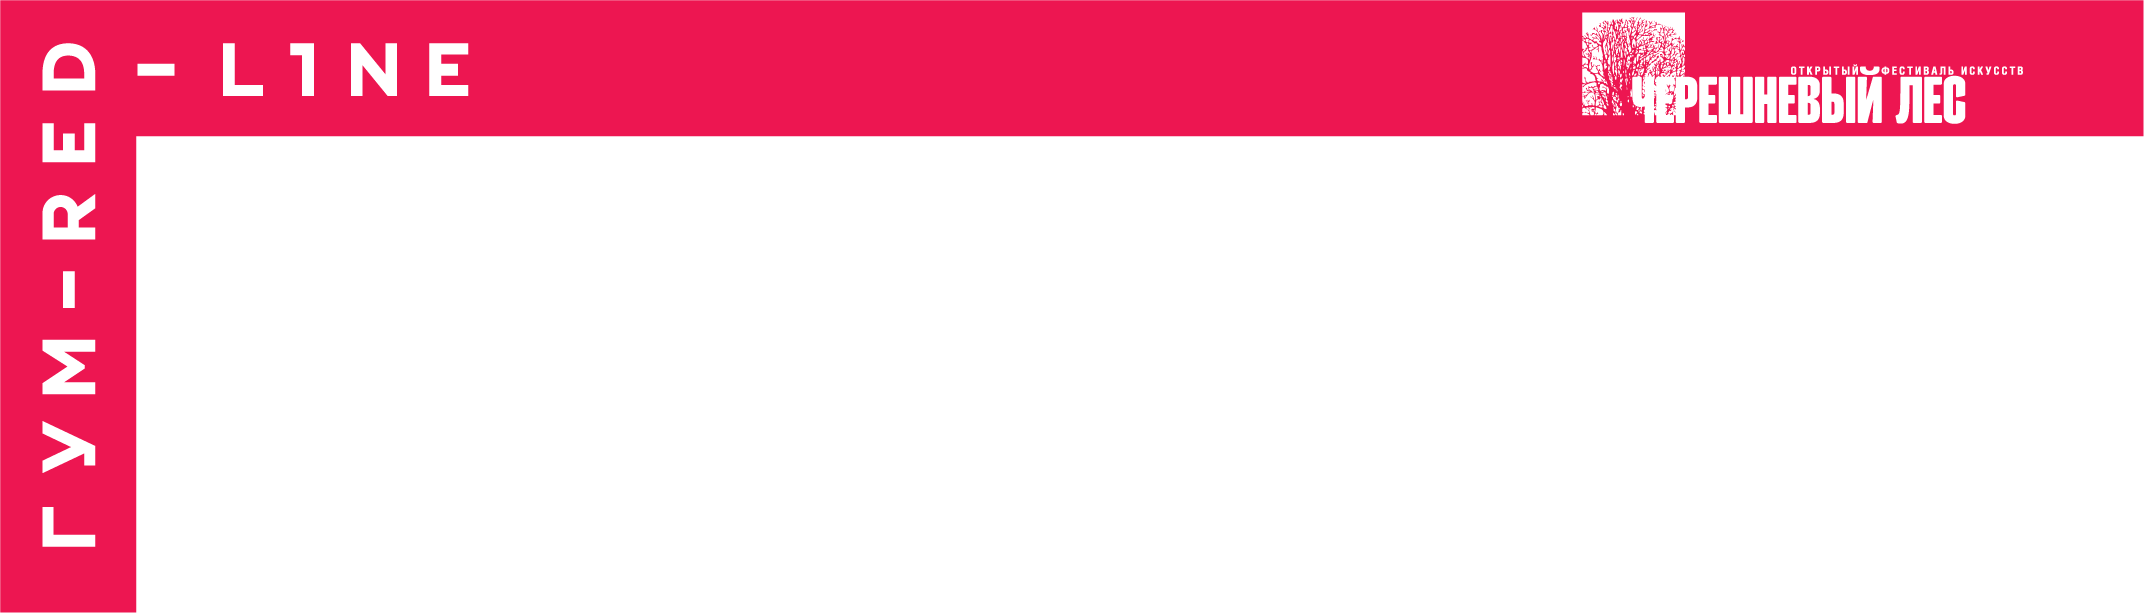 ГУМ-RED
-L1NE
ОТКРЫТЫЙ ФЕСТИВАЛЬ ИСКУССТВ
ЧЕРЕШНЕВЫЙ ЛЕС